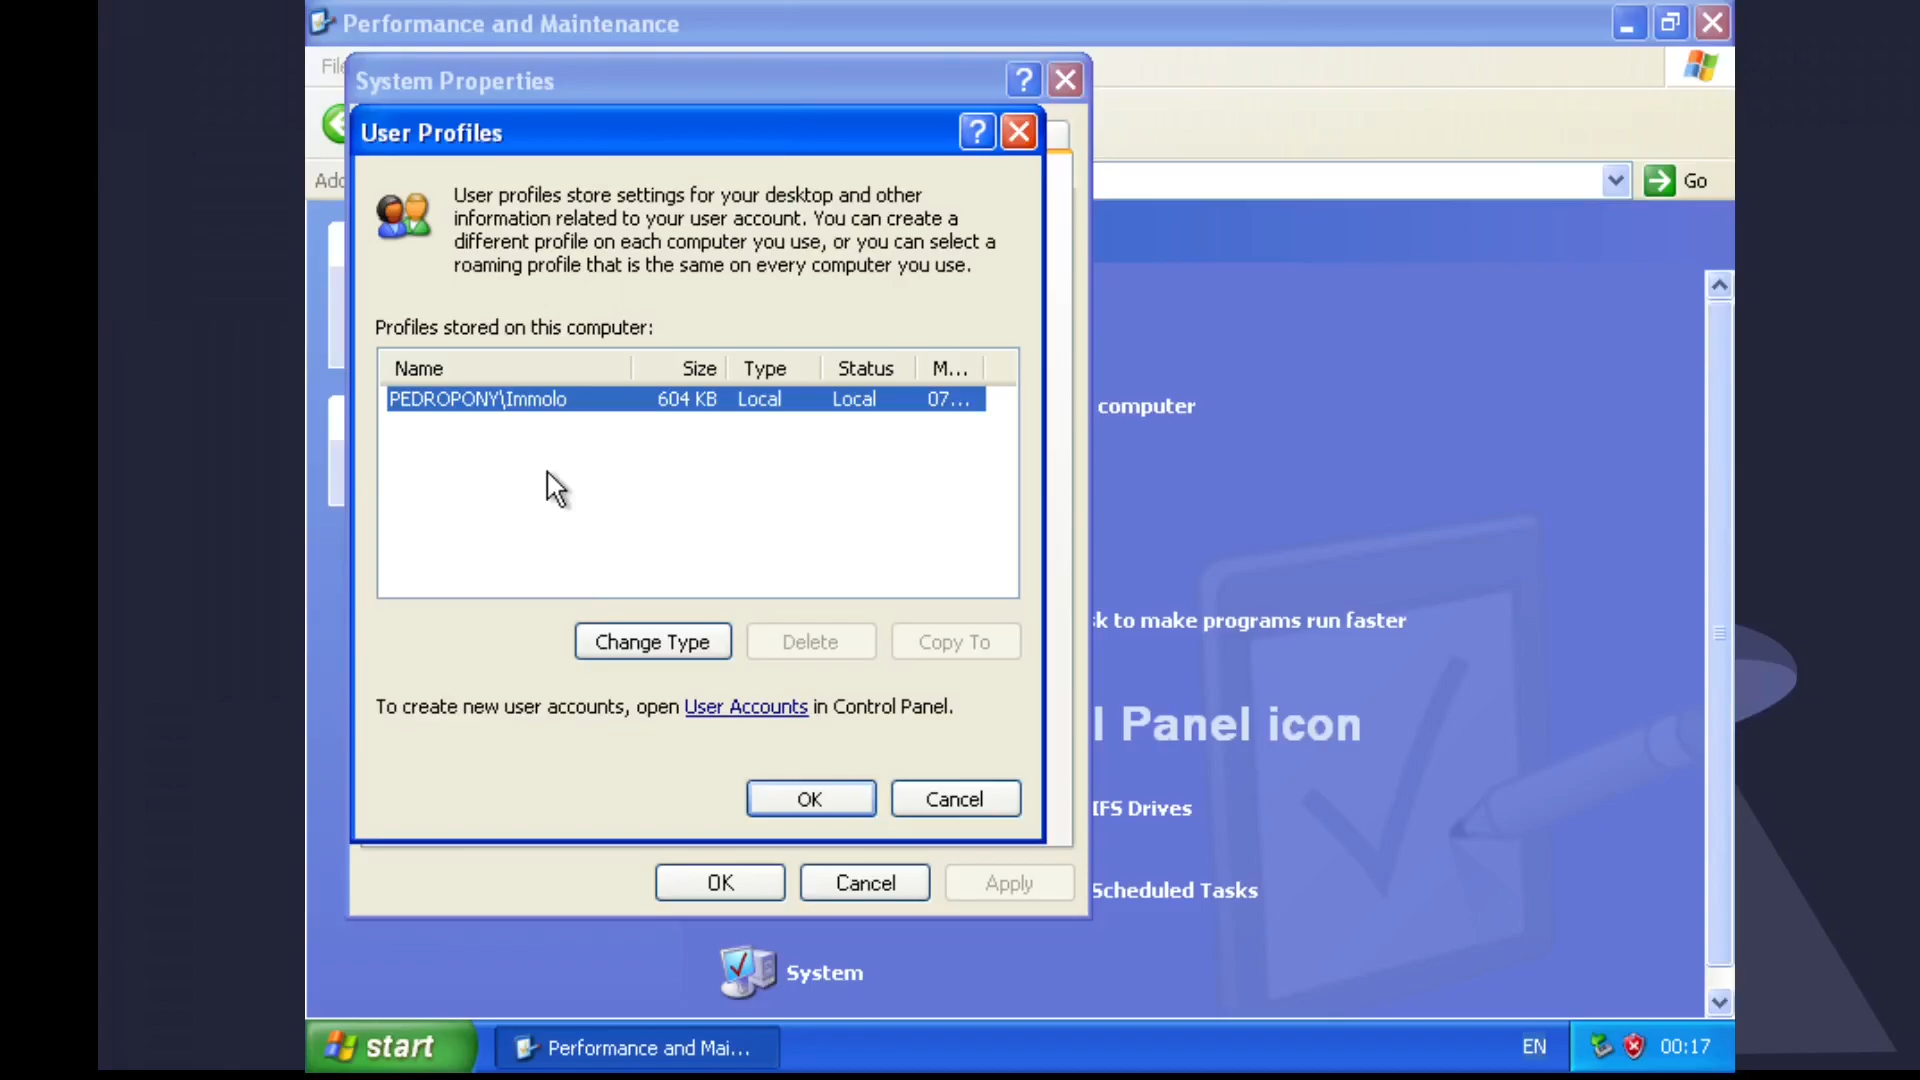 Performance and Maintenance
File
System Properties
User Profiles
Add
Go
User profiles store settings for your desktop and other
information related to your user account. You can create a
different profile on each computer you use, or you can select a
roaming profile that is the same on every computer you use.
Profiles stored on this computer:
Name Size Type Status M...
PEDROPONY\Immolo 604 KB Local Local 07...
computer
sk to make programs run faster
Change Type Delete Copy To
To create new user accounts, open User Accounts in Control Panel.
l Panel icon
OK Cancel
IFS Drives
OK Cancel Apply
Scheduled Tasks
System
start Performance and Mai... EN 00:17